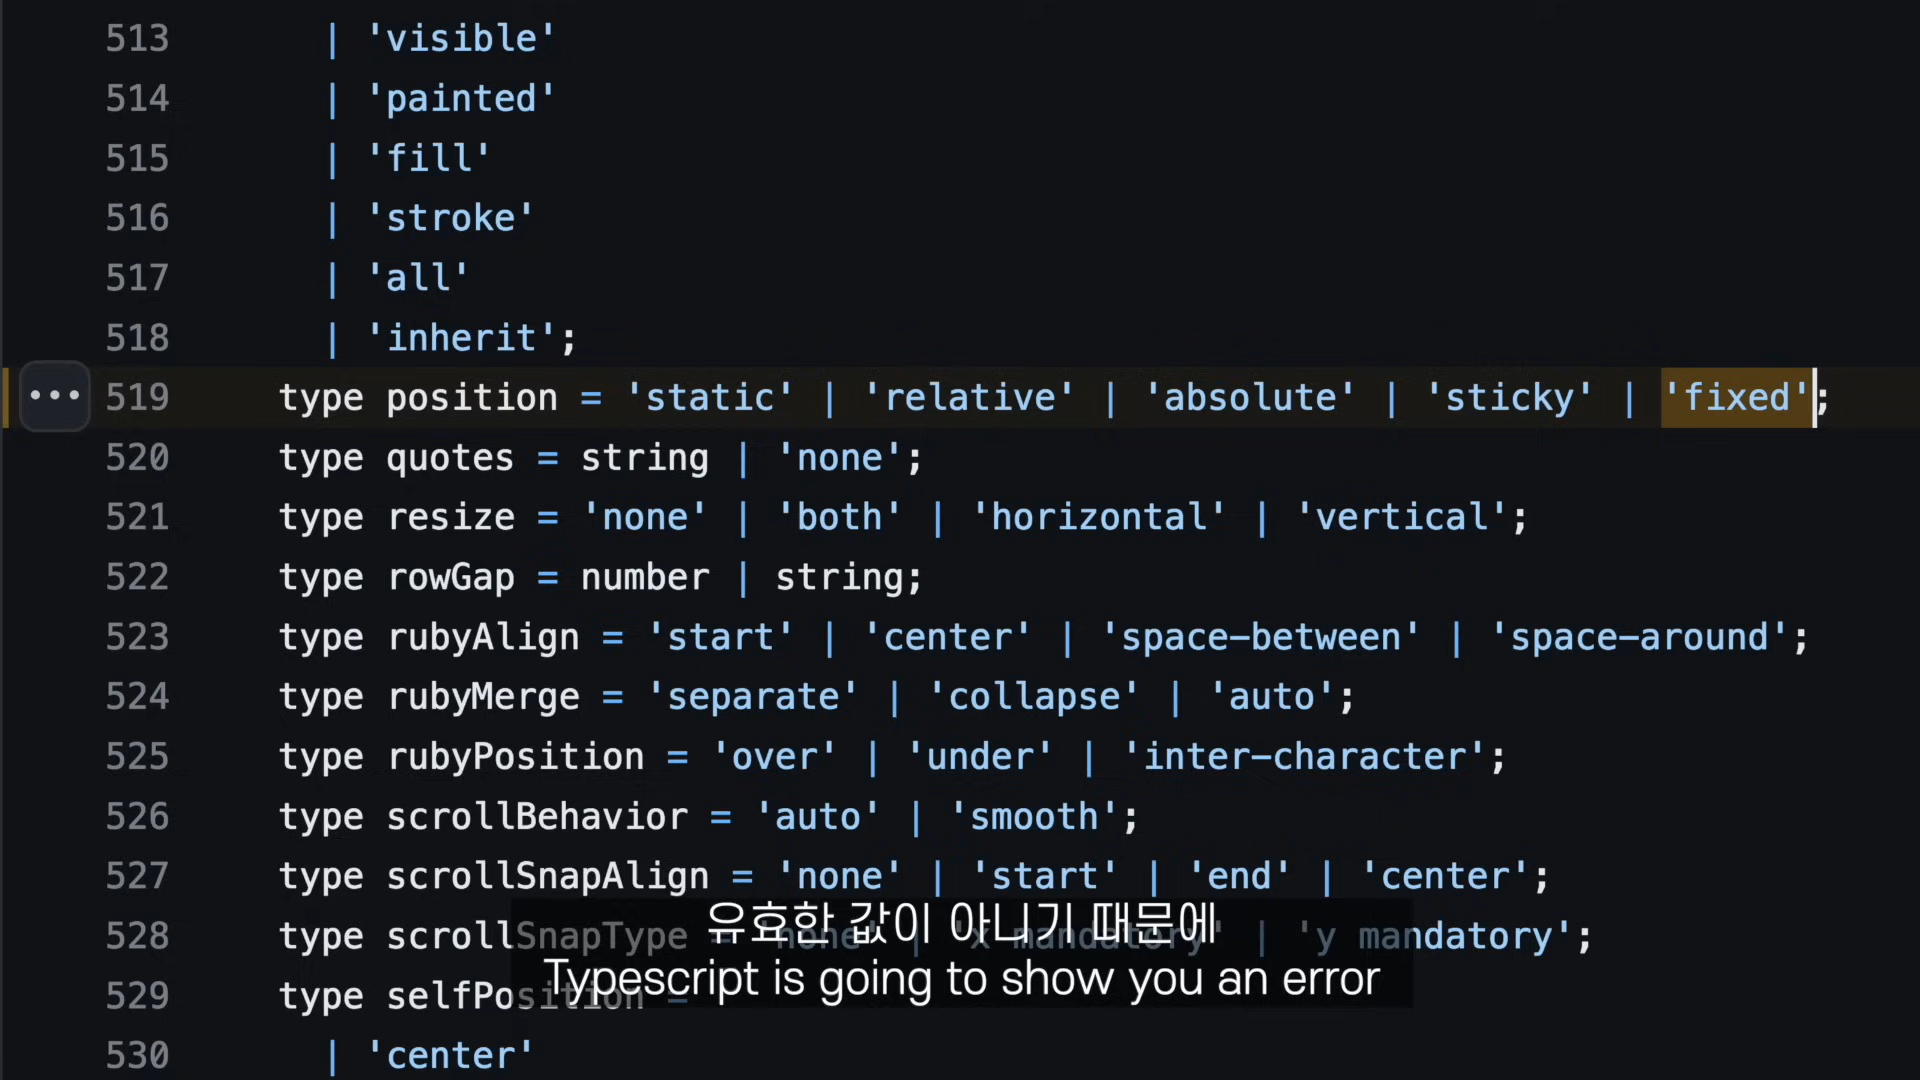 513 | 'visible'
514 | 'painted'
515 | 'fill'
516 | 'stroke'
517 | 'all'
518 | 'inherit';
519 type position = 'static' | 'relative' | 'absolute' | 'sticky' | 'fixed';
520 type quotes = string | 'none';
521 type resize = 'none' | 'both' | 'horizontal' | 'vertical';
522 type rowGap = number | string;
523 type rubyAlign = 'start' | 'center' | 'space-between' | 'space-around';
524 type rubyMerge = 'separate' | 'collapse' | 'auto';
525 type rubyPosition = 'over' | 'under' | 'inter-character';
526 type scrollBehavior = 'auto' | 'smooth';
527 type scrollSnapAlign = 'none' | 'start' | 'end' | 'center';
528 type scrollSnapType = 'none' | 'x mandatory' | 'y mandatory';
유효한 값이 아니기 때문에
529 type selfPosition =
Typescript is going to show you an error
530 | 'center'